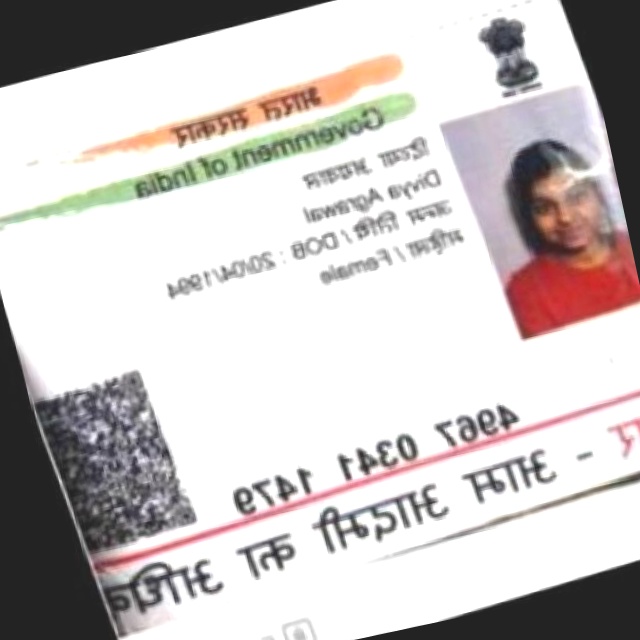 भारत सरकार
Government of India
दिव्या अग्रवाल
Divya Agrawal
जन्म तिथि / DOB : 20/04/1994
महिला / Female
4967 0341 1479
आधार - आम आदमी का अधिकार